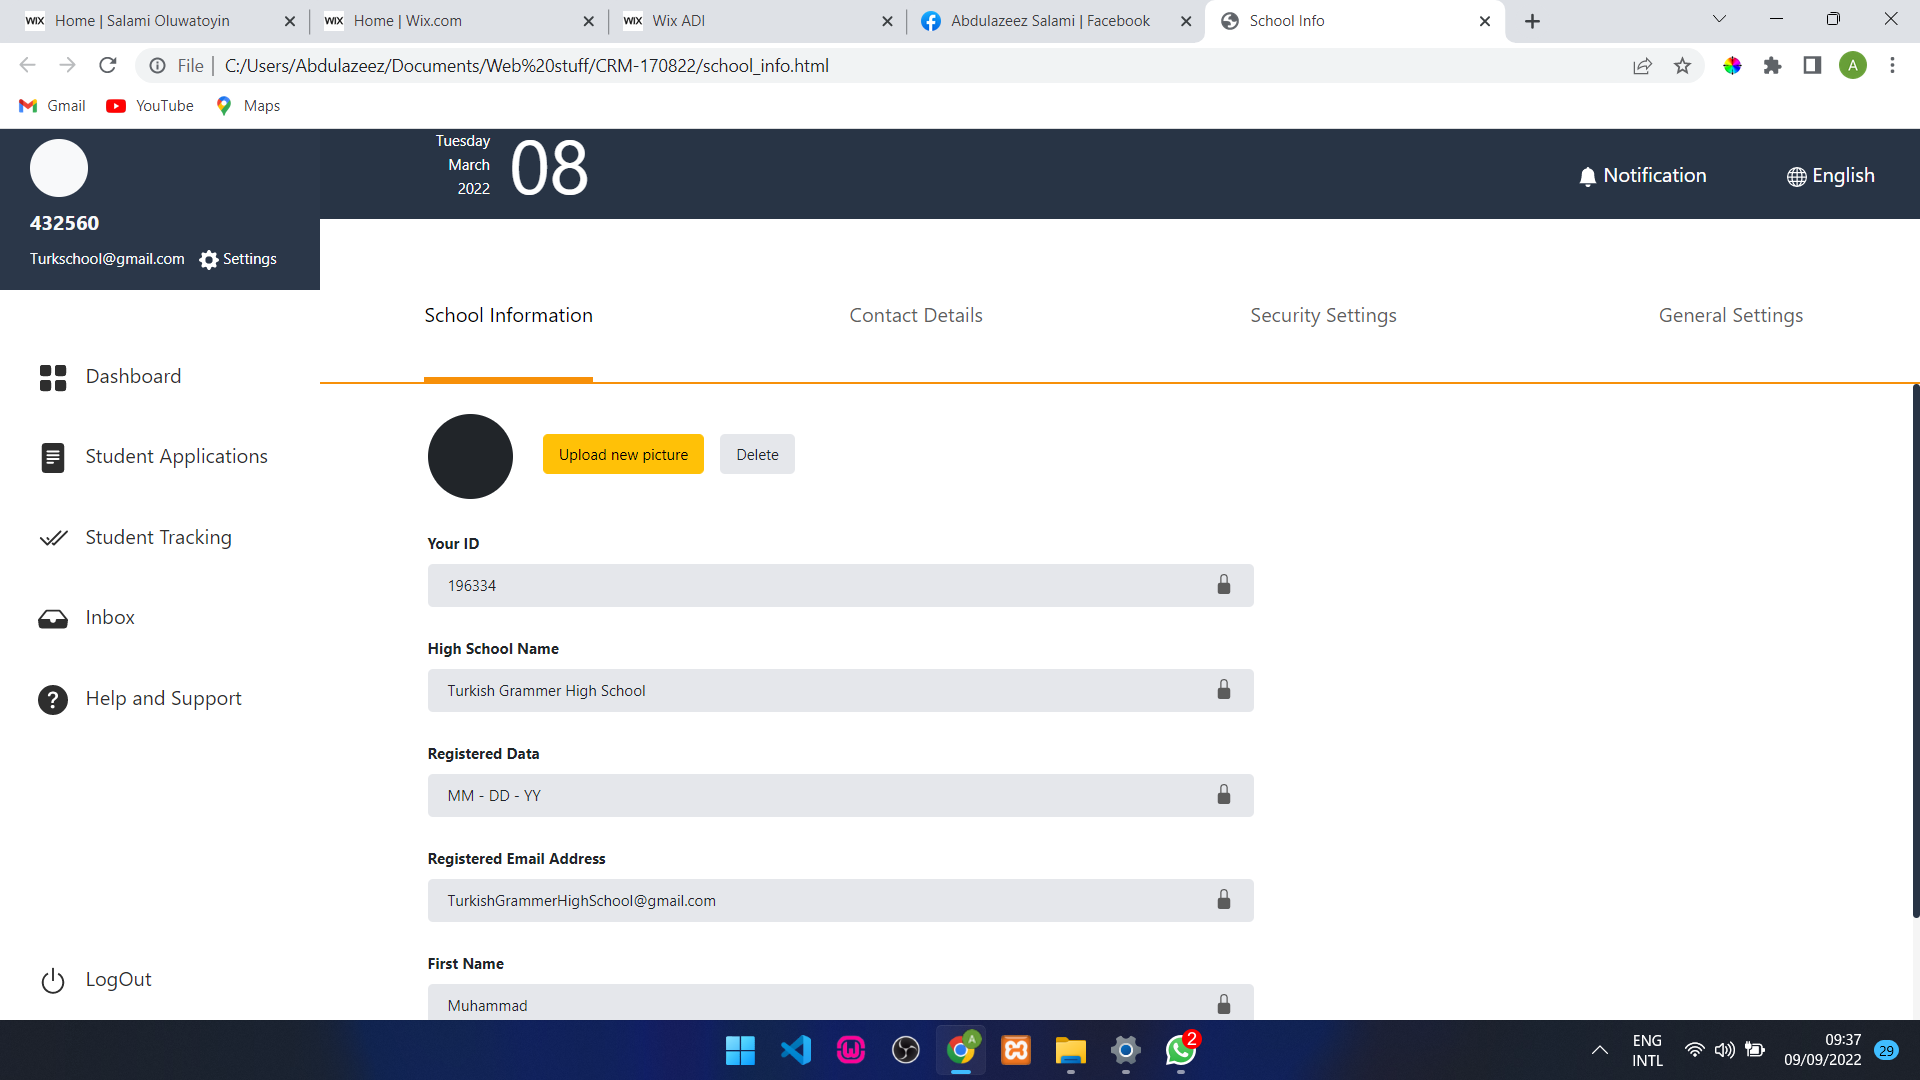 WIX Home | Salami Oluwatoyin
WIX Home | Wix.com
WIX Wix ADI
Abdulazeez Salami | Facebook
School Info
File | C:/Users/Abdulazeez/Documents/Web%20stuff/CRM-170822/school_info.html
A
Gmail
YouTube
Maps
432560
Turkschool@gmail.com
Settings
Tuesday
March
2022
08
Notification
English
Dashboard
Student Applications
Student Tracking
Inbox
Help and Support
LogOut
School Information
Contact Details
Security Settings
General Settings
Upload new picture
Delete
Your ID
196334
High School Name
Turkish Grammer High School
Registered Data
MM - DD - YY
Registered Email Address
TurkishGrammerHighSchool@gmail.com
First Name
Muhammad
A
2
ENG
INTL
09:37
09/09/2022
29